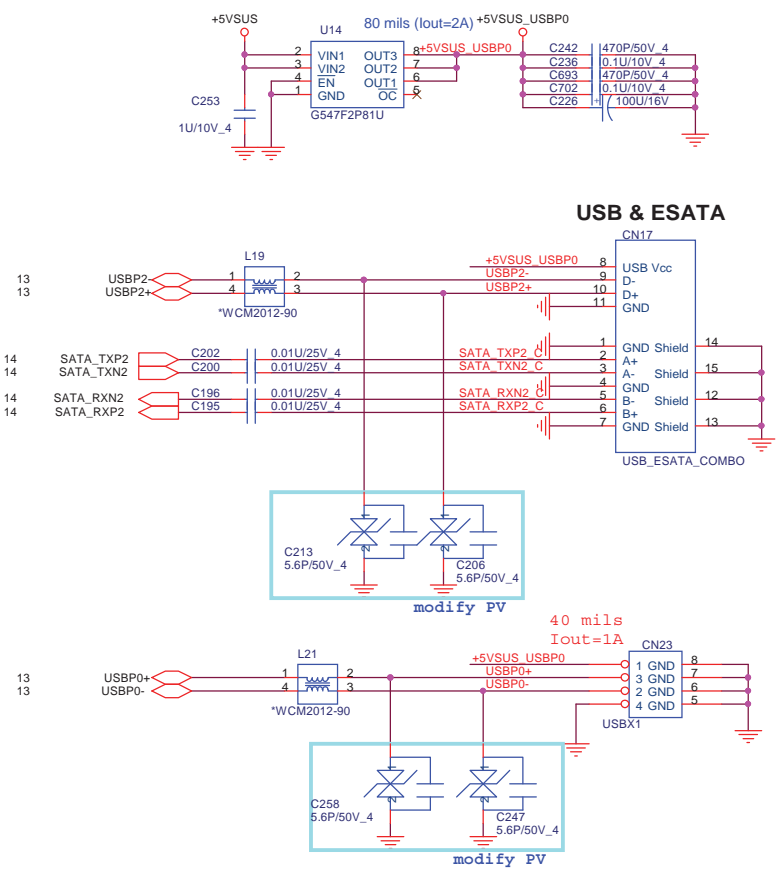 +5VSUS
U14
80 mils (Iout=2A)
+5VSUS_USBP0
2 VIN1 OUT3 8 +5VSUS_USBP0
3 VIN2 OUT2 7
4 EN OUT1 6
1 GND OC 5
G547F2P81U
C253
1U/10V_4
C242 470P/50V_4
C236 0.1U/10V_4
C693 470P/50V_4
C702 0.1U/10V_4
C226 + 100U/16V
USB & ESATA
CN17
L19
13 USBP2- 1 2
13 USBP2+ 4 3
*WCM2012-90
+5VSUS_USBP0 8 USB Vcc
USBP2- 9 D-
USBP2+ 10 D+
11 GND
1 GND Shield 14
14 SATA_TXP2 C202 0.01U/25V_4 SATA_TXP2_C 2 A+
14 SATA_TXN2 C200 0.01U/25V_4 SATA_TXN2_C 3 A- Shield 15
4 GND
14 SATA_RXN2 C196 0.01U/25V_4 SATA_RXN2_C 5 B- Shield 12
14 SATA_RXP2 C195 0.01U/25V_4 SATA_RXP2_C 6 B+
7 GND Shield 13
USB_ESATA_COMBO
1 2
1 2
C213
5.6P/50V_4
C206
5.6P/50V_4
modify PV
40 mils
Iout=1A
CN23
L21
13 USBP0+ 1 2
13 USBP0- 4 3
*WCM2012-90
+5VSUS_USBP0 1 GND 8
USBP0+ 3 GND 7
USBP0- 2 GND 6
4 GND 5
USBX1
1 2
1 2
C258
5.6P/50V_4
C247
5.6P/50V_4
modify PV